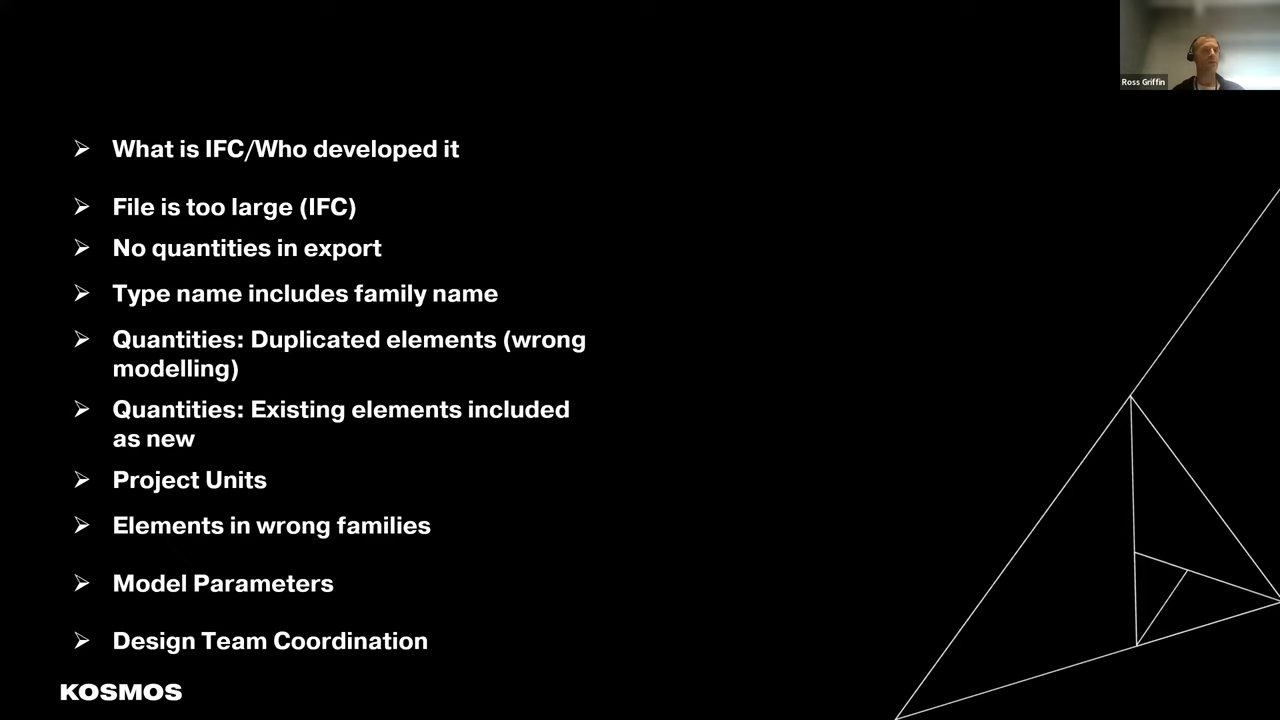 Ross Griffin
What is IFC/Who developed it
File is too large (IFC)
No quantities in export
Type name includes family name
Quantities: Duplicated elements (wrong
modelling)
Quantities: Existing elements included
as new
Project Units
Elements in wrong families
Model Parameters
Design Team Coordination
KOSMOS